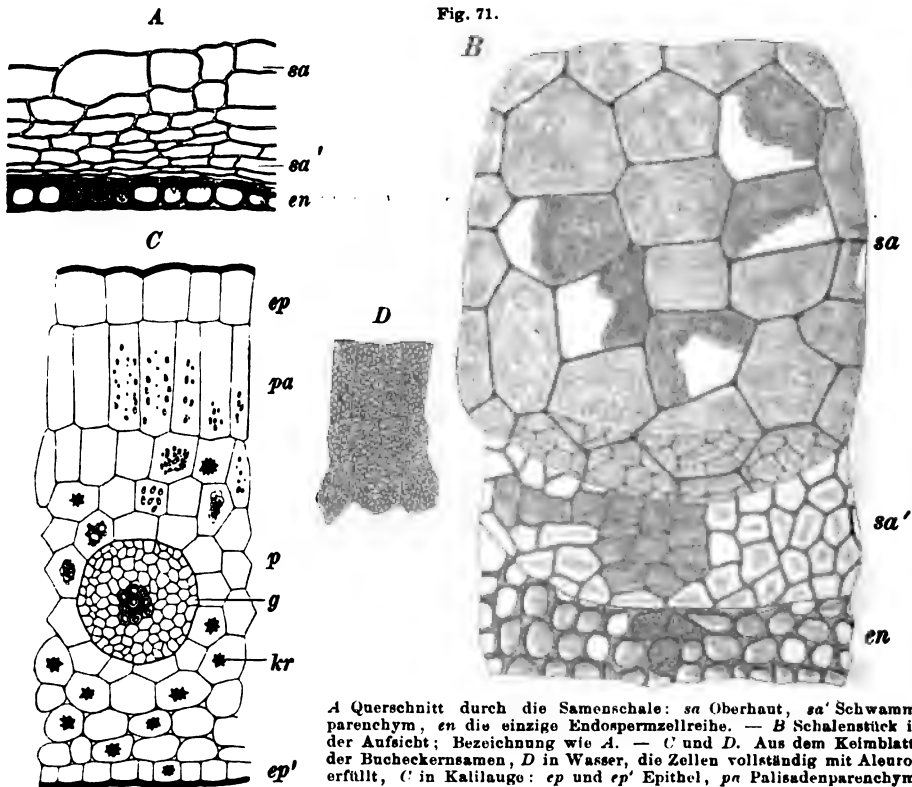 Fig. 71.
A
B
sa
sa'
en
C
ep
pa
p
g
kr
ep'
D
sa
sa'
en
A Querschnitt durch die Samenschale: sa Oberhaut, sa' Schwamm
parenchym, en die einzige Endospermzellreihe. — B Schalenstück i
der Aufsicht; Bezeichnung wie A. — C und D. Aus dem Keimblatt
der Bucheckernsamen, D in Wasser, die Zellen vollständig mit Aleuro
erfüllt, C in Kalilauge: ep und ep' Epithel, pa Palisadenparenchym